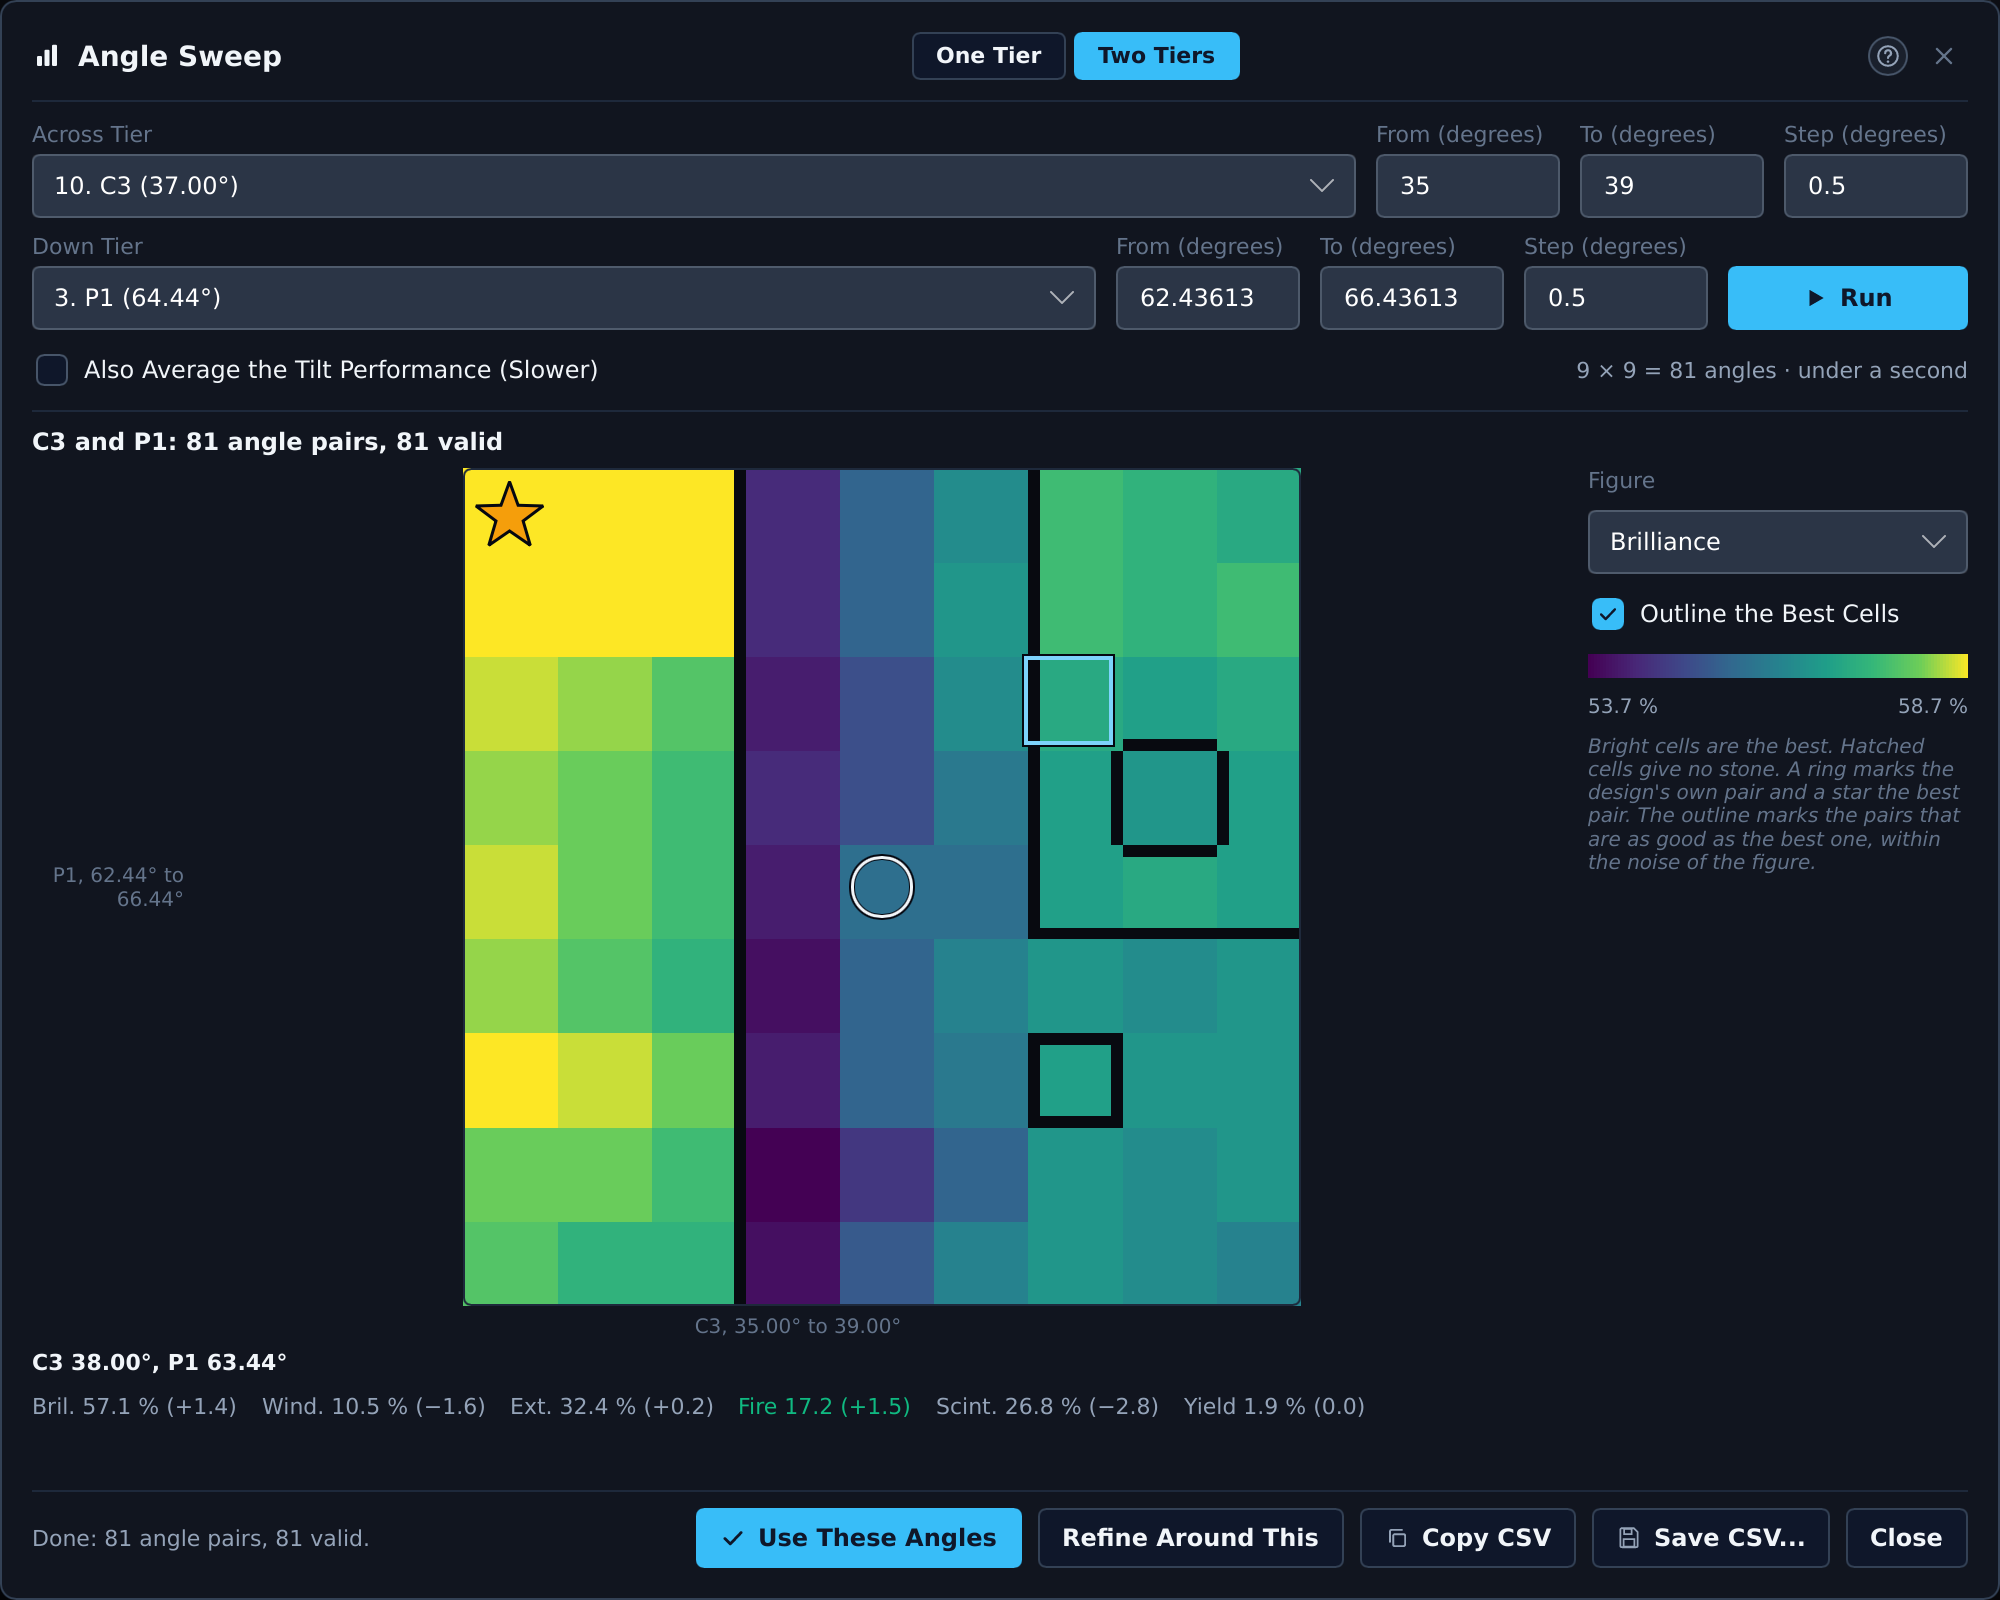 Angle Sweep
One Tier
Two Tiers
Across Tier
From (degrees)
To (degrees)
Step (degrees)
10. C3 (37.00°)
35
39
0.5
Down Tier
From (degrees)
To (degrees)
Step (degrees)
3. P1 (64.44°)
62.43613
66.43613
0.5
Run
Also Average the Tilt Performance (Slower)
9 × 9 = 81 angles · under a second
C3 and P1: 81 angle pairs, 81 valid
P1, 62.44° to
66.44°
C3, 35.00° to 39.00°
Figure
Brilliance
Outline the Best Cells
53.7 %
58.7 %
Bright cells are the best. Hatched
cells give no stone. A ring marks the
design's own pair and a star the best
pair. The outline marks the pairs that
are as good as the best one, within
the noise of the figure.
C3 38.00°, P1 63.44°
Bril. 57.1 % (+1.4) Wind. 10.5 % (−1.6) Ext. 32.4 % (+0.2) Fire 17.2 (+1.5) Scint. 26.8 % (−2.8) Yield 1.9 % (0.0)
Done: 81 angle pairs, 81 valid.
Use These Angles
Refine Around This
Copy CSV
Save CSV...
Close